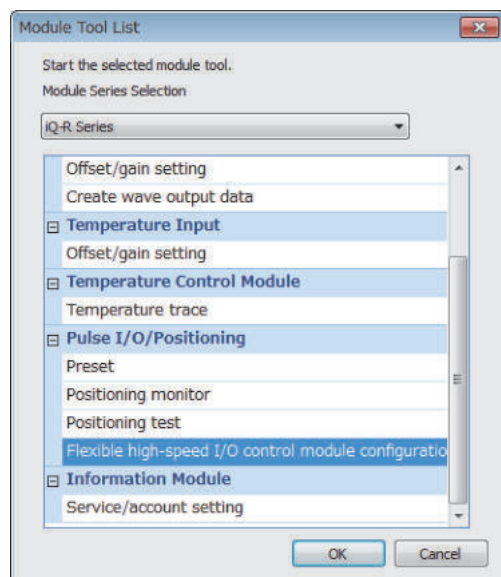 Module Tool List
Start the selected module tool.
Module Series Selection
iQ-R Series
Offset/gain setting
Create wave output data
Temperature Input
Offset/gain setting
Temperature Control Module
Temperature trace
Pulse I/O/Positioning
Preset
Positioning monitor
Positioning test
Flexible high-speed I/O control module configuratio
Information Module
Service/account setting
OK Cancel